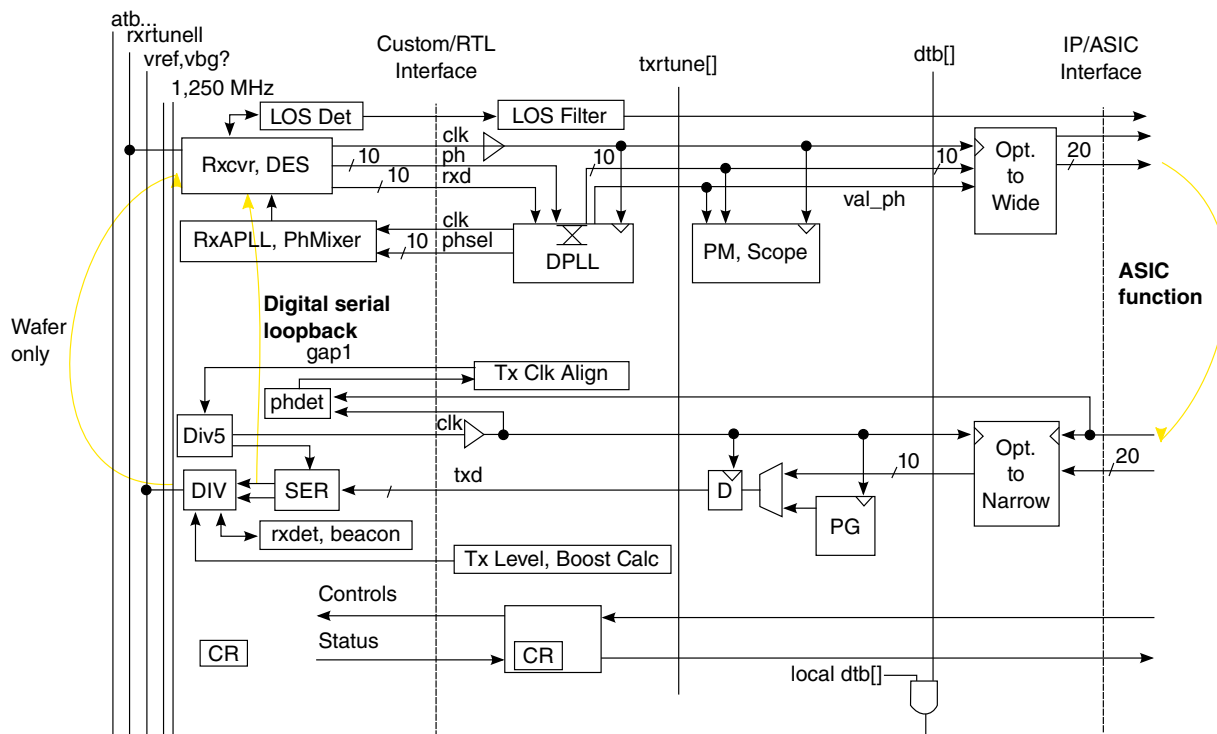 atb...
rxrtunell
vref,vbg?
1,250 MHz
Custom/RTL
Interface
txrtune[]
dtb[]
IP/ASIC
Interface
LOS Det
LOS Filter
clk
10
ph
10
rxd
Rxcvr, DES
10
10
val_ph
Opt.
to
Wide
20
RxAPLL, PhMixer
clk
10
phsel
DPLL
PM, Scope
ASIC
function
Wafer
only
Digital serial
loopback
gap1
Tx Clk Align
phdet
Div5
clk
Opt.
to
Narrow
20
10
DIV
SER
txd
D
PG
rxdet, beacon
Tx Level, Boost Calc
Controls
Status
CR
CR
local dtb[]